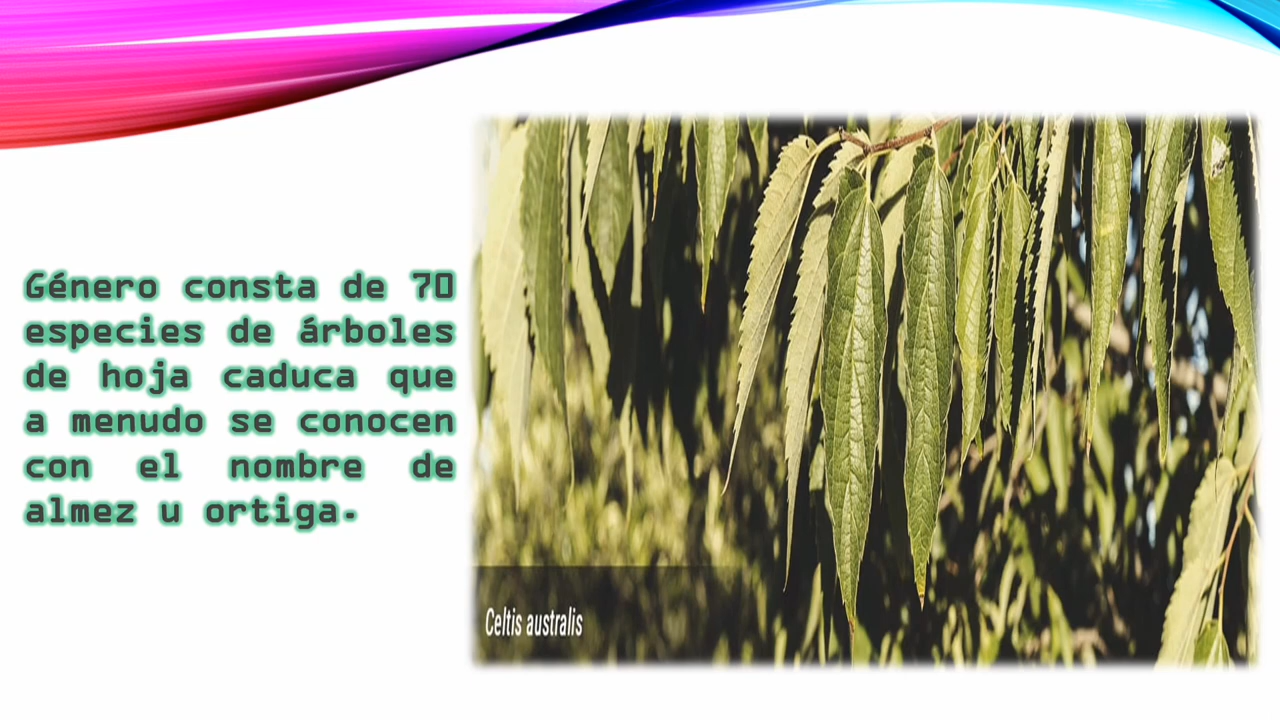 Género consta de 70
especies de árboles
de hoja caduca que
a menudo se conocen
con el nombre de
almez u ortiga.
Celtis australis